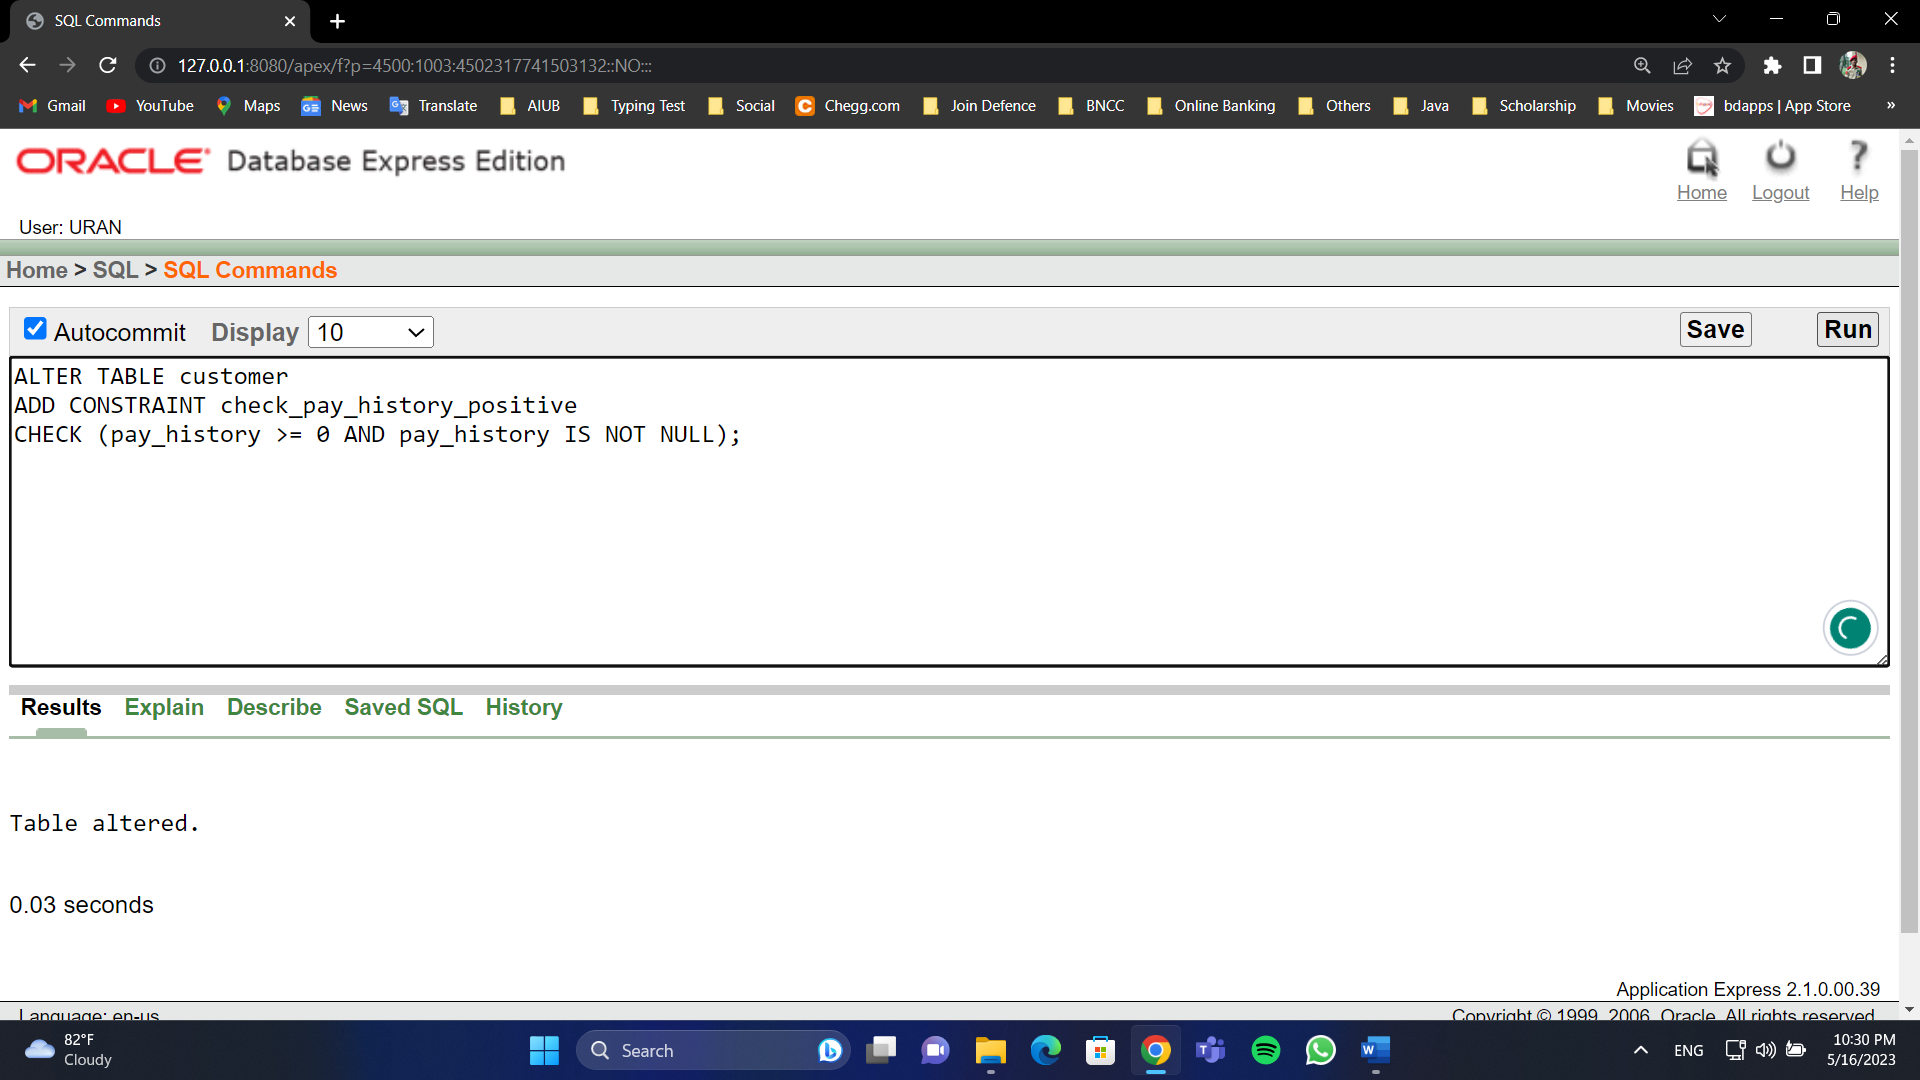 SQL Commands
127.0.0.1:8080/apex/f?p=4500:1003:4502317741503132::NO:::
Gmail YouTube Maps News Translate AIUB Typing Test Social Chegg.com Join Defence BNCC Online Banking Others Java Scholarship Movies bdapps | App Store »
ORACLE Database Express Edition
Home Logout Help
User: URAN
Home > SQL > SQL Commands
Autocommit Display 10 Save Run
ALTER TABLE customer
ADD CONSTRAINT check_pay_history_positive
CHECK (pay_history >= 0 AND pay_history IS NOT NULL);
Results Explain Describe Saved SQL History
Table altered.
0.03 seconds
Application Express 2.1.0.00.39
Language: en-us Copyright © 1999, 2006, Oracle. All rights reserved.
82°F
Cloudy
Search
ENG
10:30 PM
5/16/2023